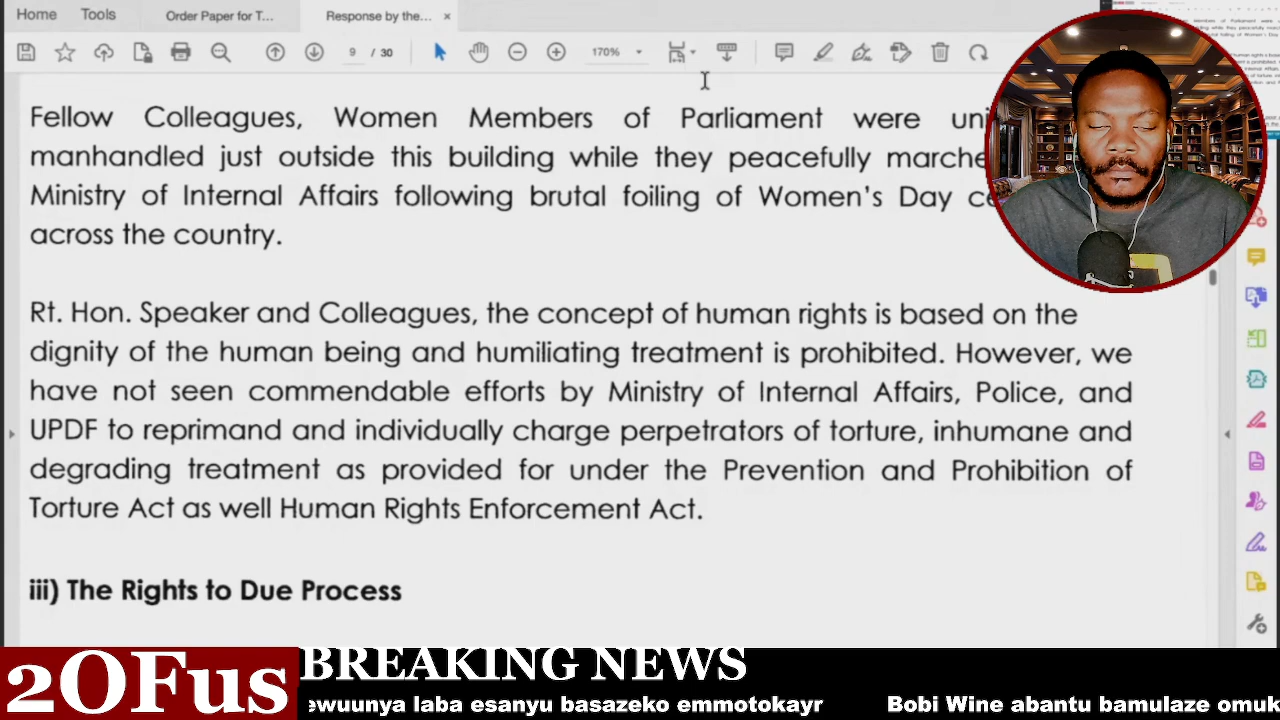 Home Tools Order Paper for T... Response by the... ×
9 / 30 170%
Fellow Colleagues, Women Members of Parliament were
manhandled just outside this building while they peacefully
Ministry of Internal Affairs following brutal foiling of Women's Day
across the country.
Rt. Hon. Speaker and Colleagues, the concept of human rights is based on the
dignity of the human being and humiliating treatment is prohibited. However, we
have not seen commendable efforts by Ministry of Internal Affairs, Police, and
UPDF to reprimand and individually charge perpetrators of torture, inhumane and
degrading treatment as provided for under the Prevention and Prohibition of
Torture Act as well Human Rights Enforcement Act.
iii) The Rights to Due Process
2OFus
BREAKING NEWS
ewuunya laba esanyu basazeko emmotokayr Bobi Wine abantu bamulaze omuk